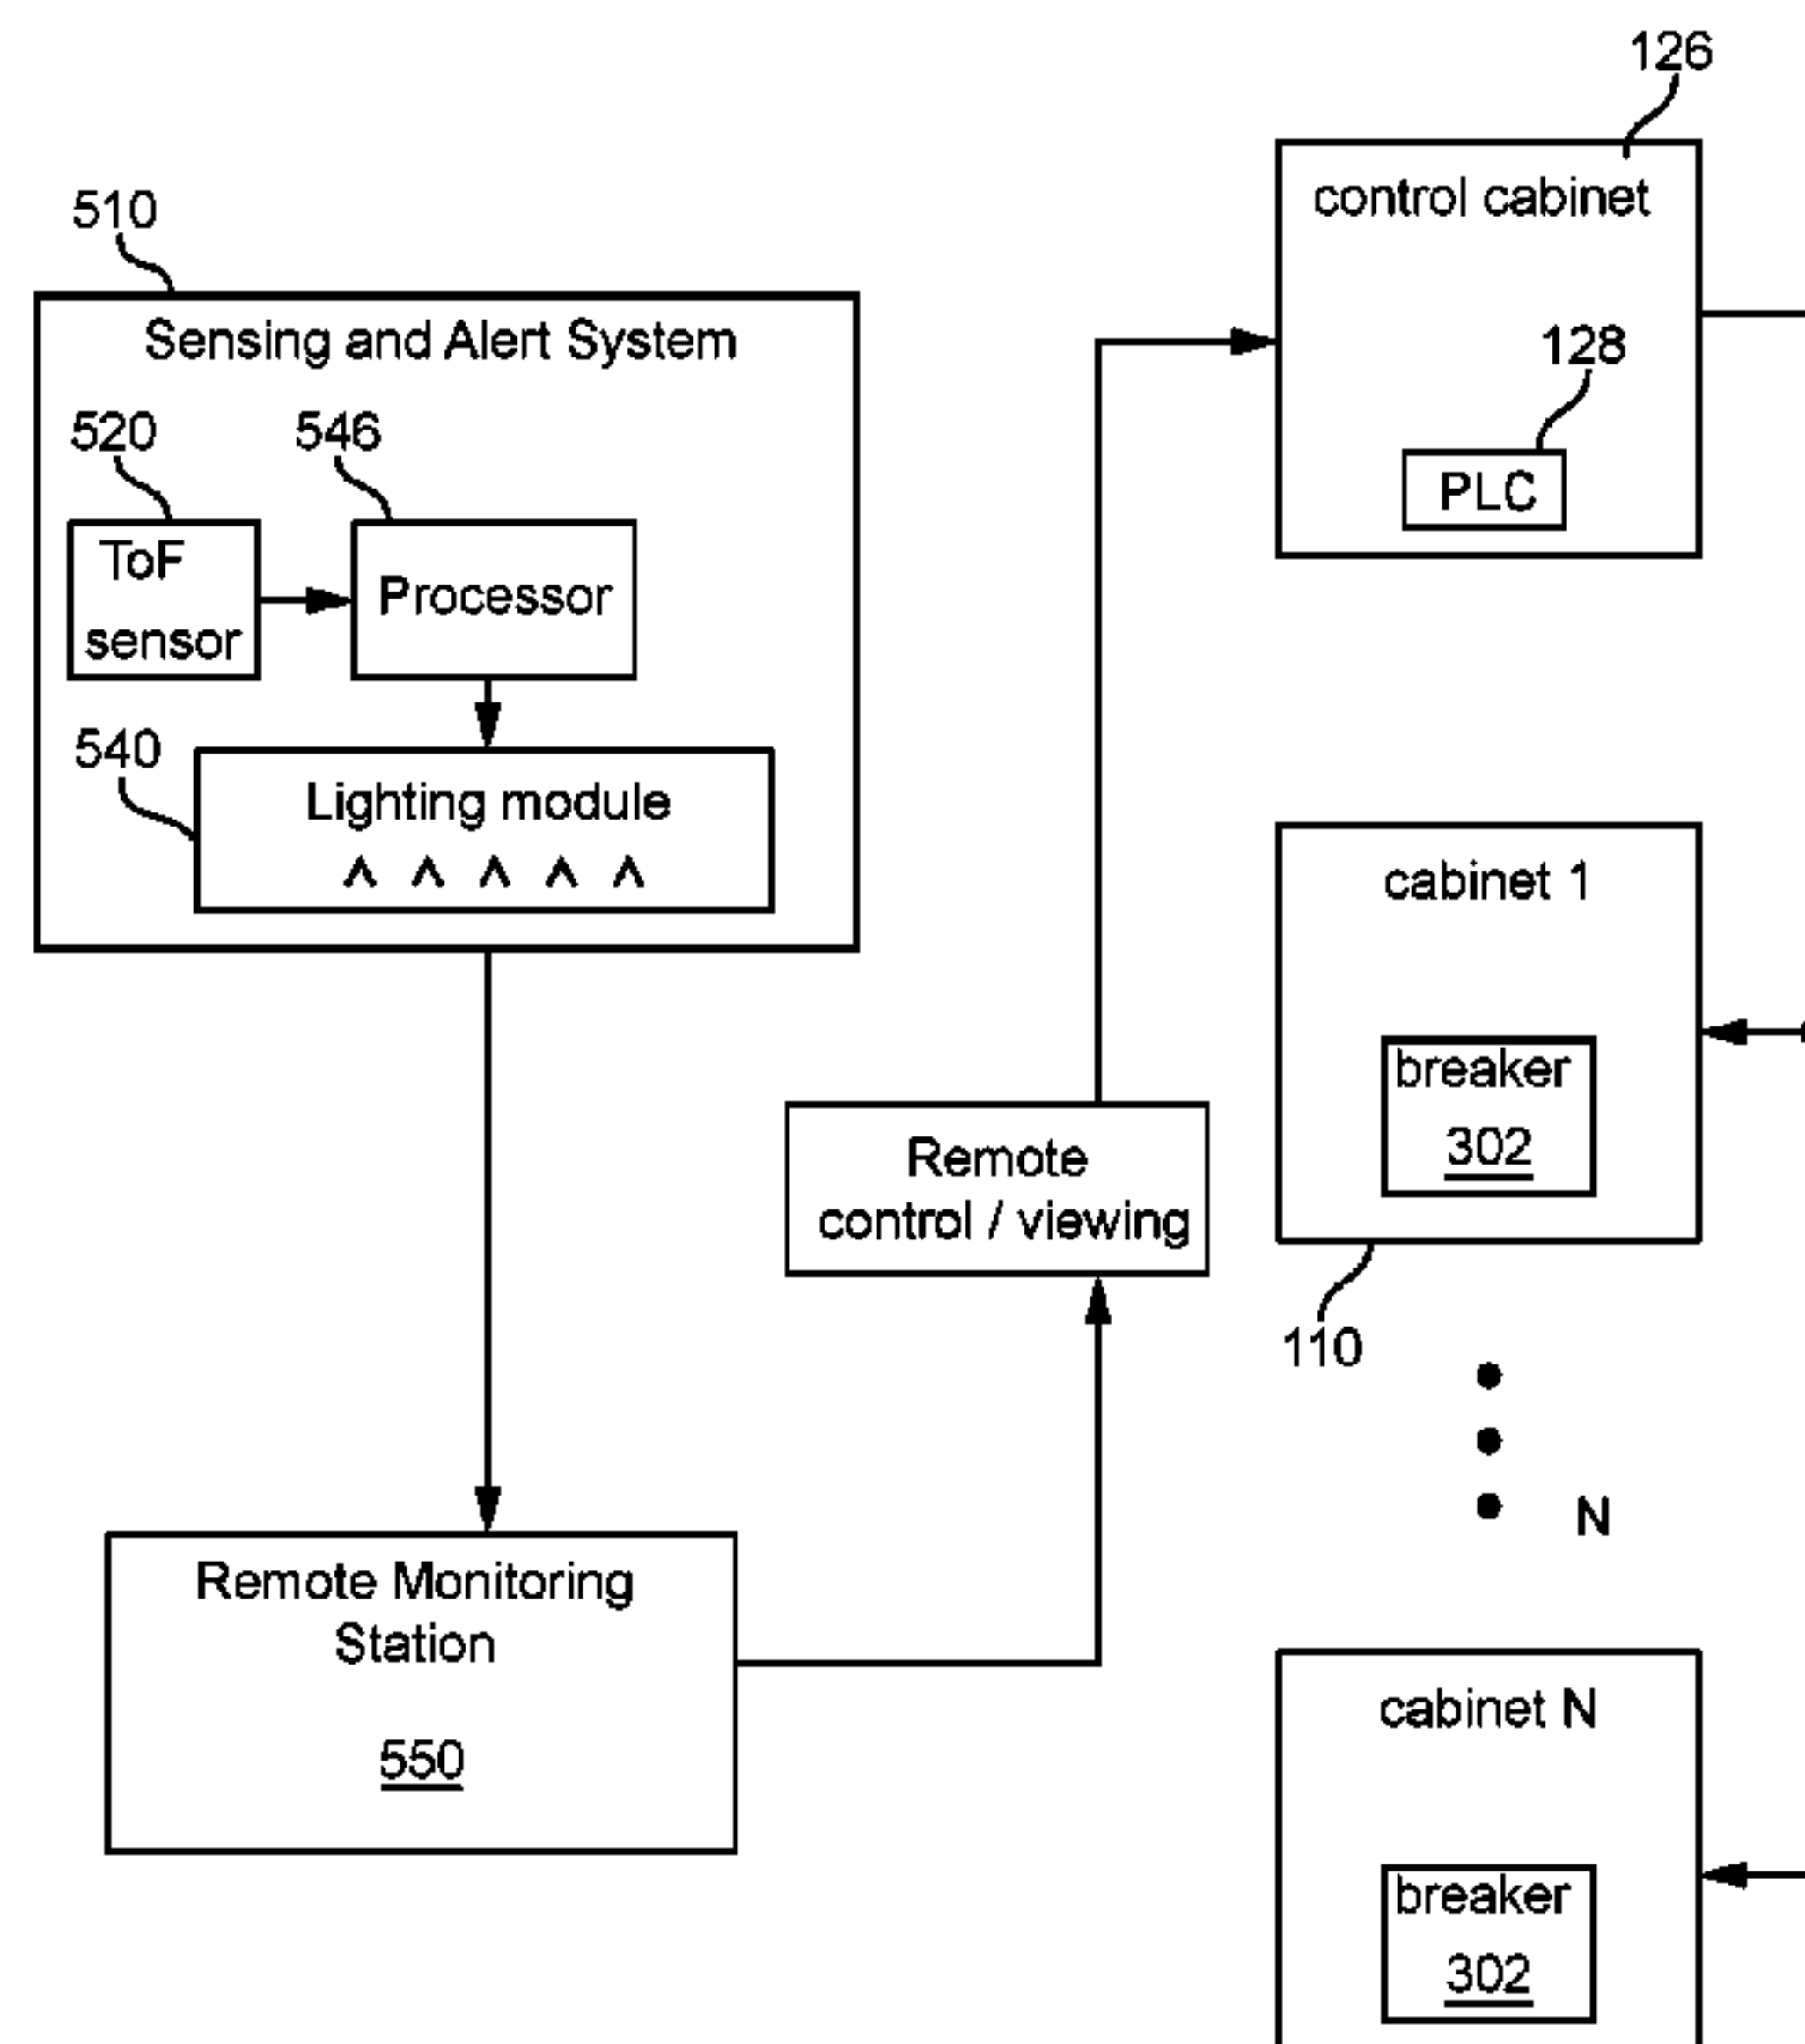 126
control cabinet
128
PLC
510
Sensing and Alert System
520
546
ToF
sensor
Processor
540
Lighting module
cabinet 1
breaker
302
110
Remote
control / viewing
N
Remote Monitoring
Station
550
cabinet N
breaker
302